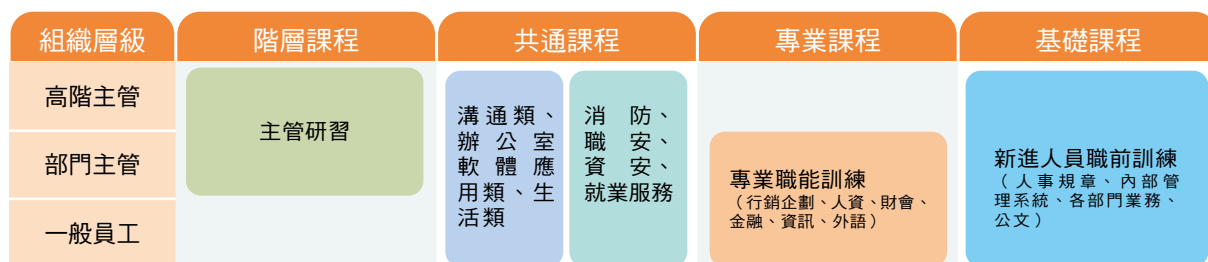 組織層級
階層課程
共通課程
專業課程
基礎課程
高階主管
部門主管
一般員工
主管研習
溝通類、
辦公室
軟體應
用類、生
活類
消防、
職安、
資安、
就業服務
專業職能訓練
（行銷企劃、人資、財會、
金融、資訊、外語）
新進人員職前訓練
（人事規章、內部管
理系統、各部門業務、
公文）